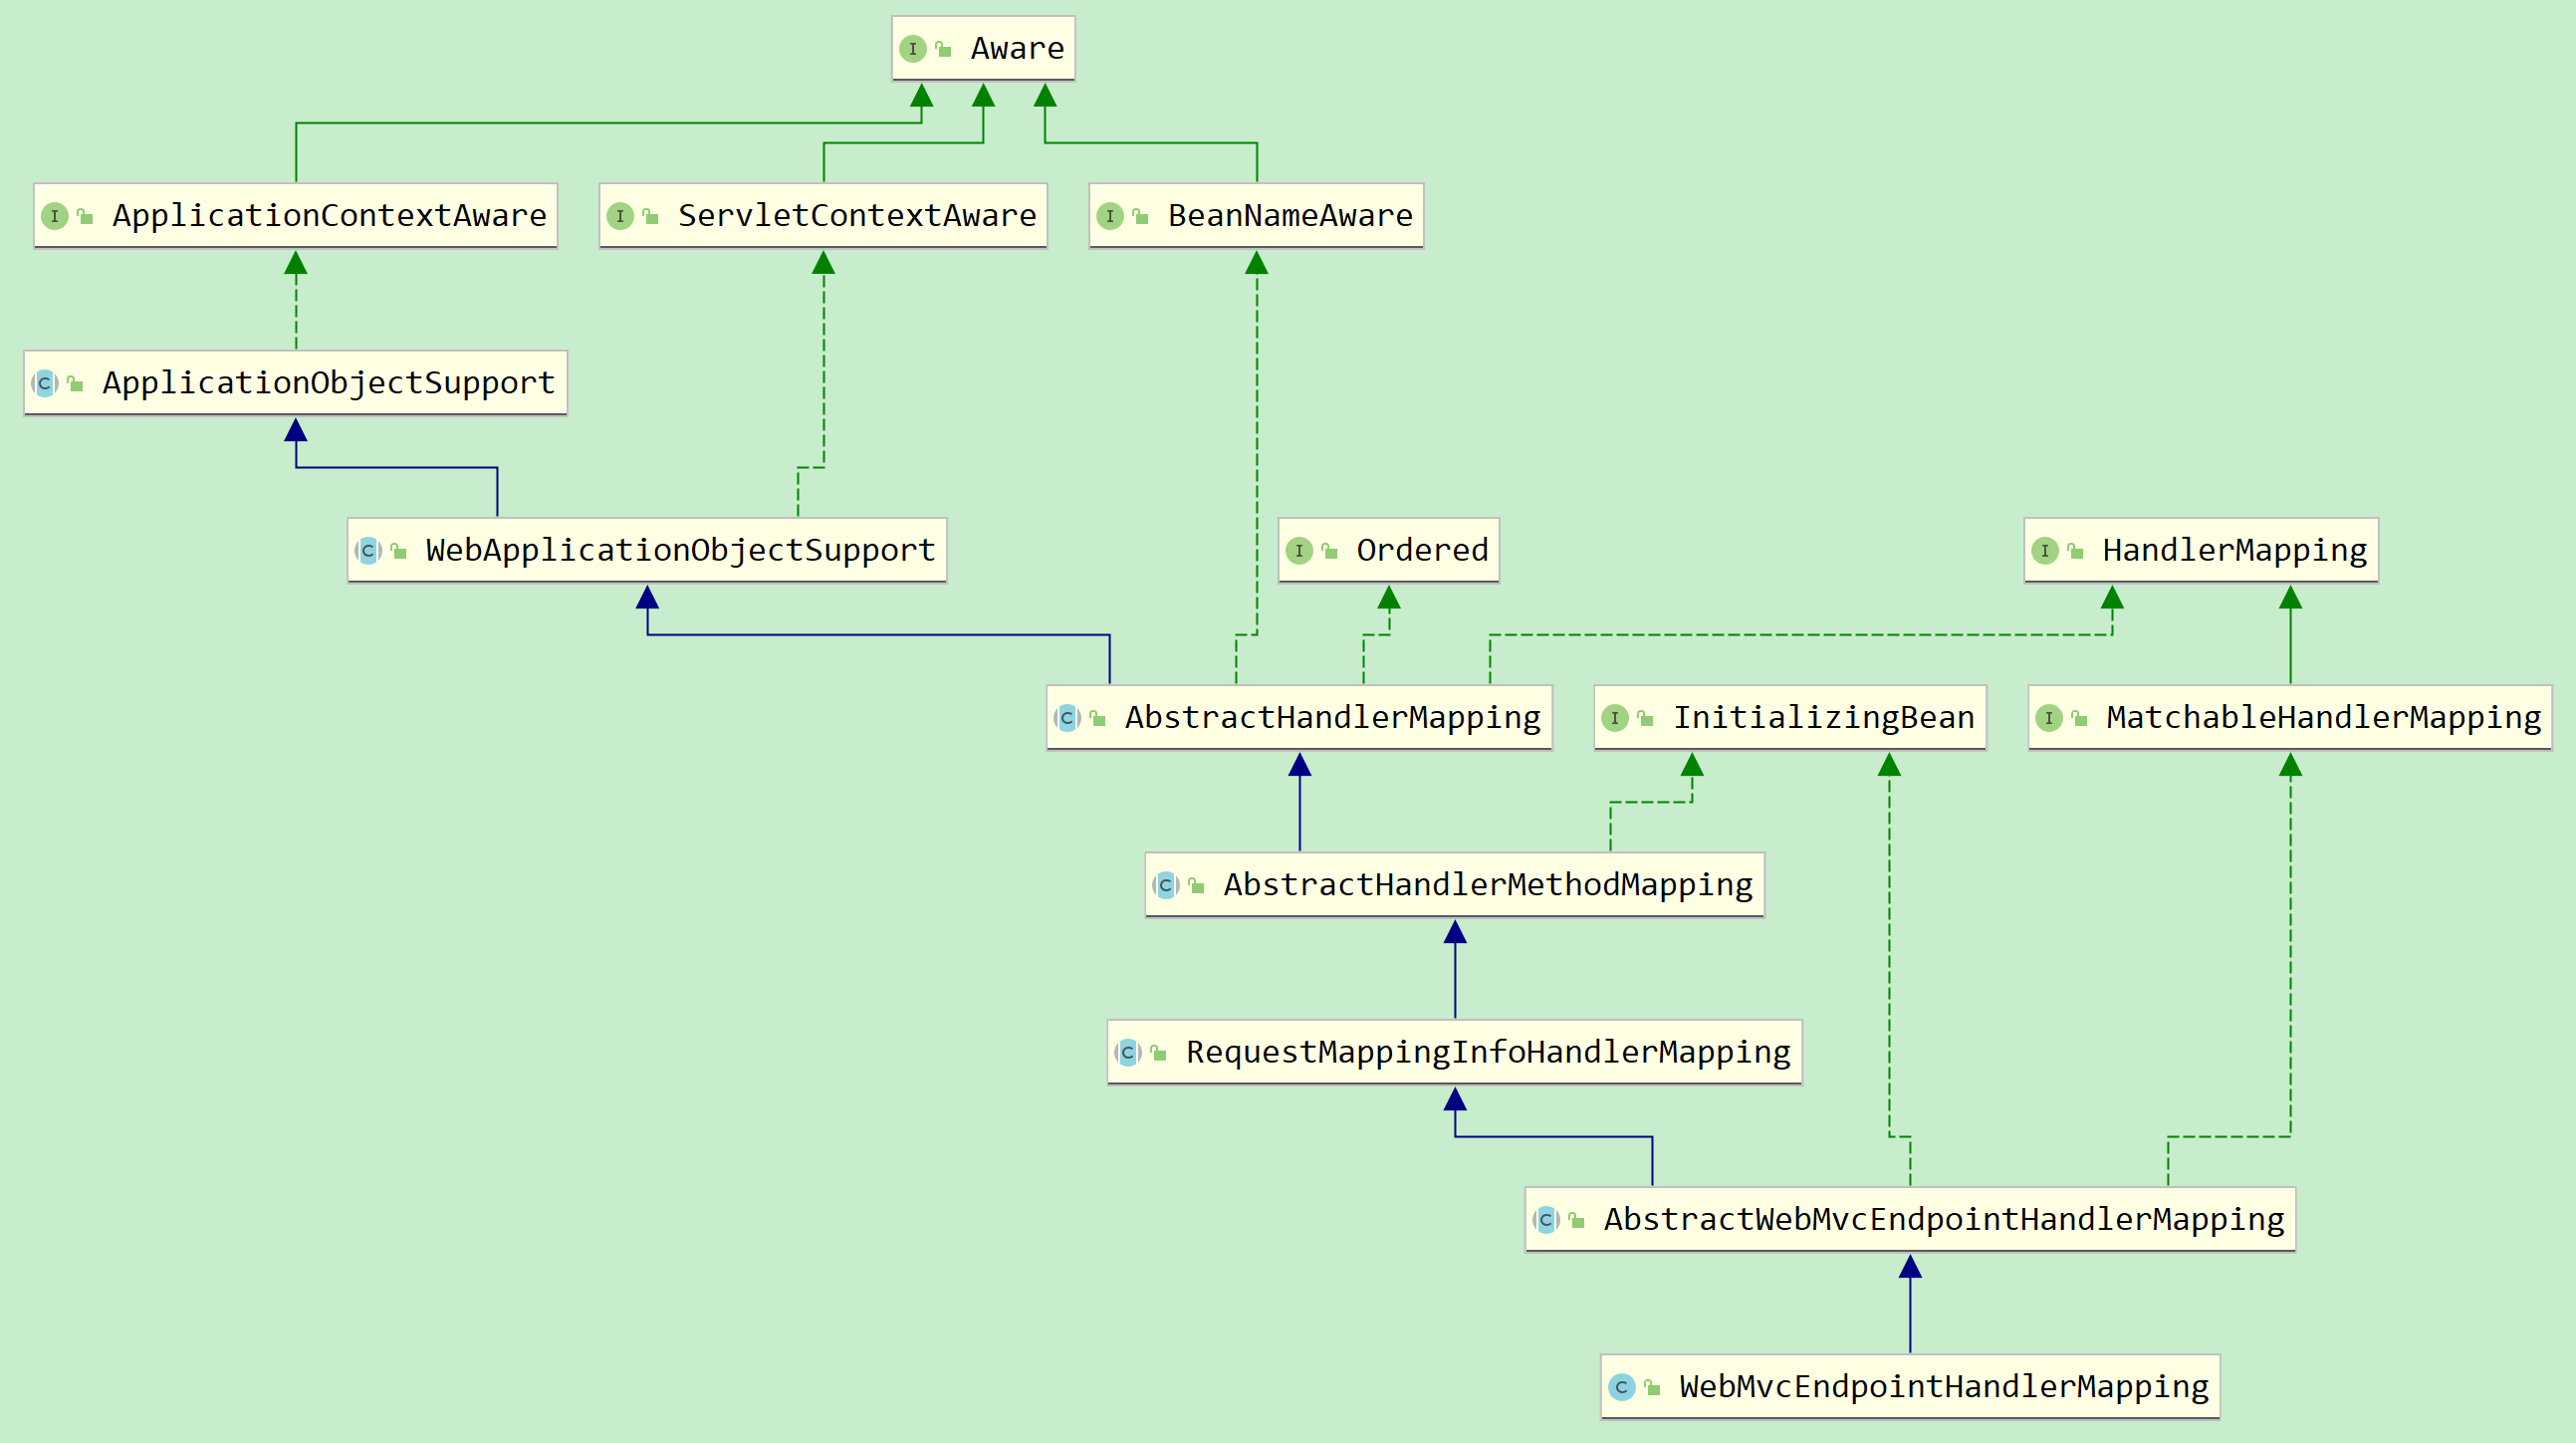 I Aware
I ApplicationContextAware
I ServletContextAware
I BeanNameAware
C ApplicationObjectSupport
C WebApplicationObjectSupport
I Ordered
I HandlerMapping
C AbstractHandlerMapping
I InitializingBean
I MatchableHandlerMapping
C AbstractHandlerMethodMapping
C RequestMappingInfoHandlerMapping
C AbstractWebMvcEndpointHandlerMapping
C WebMvcEndpointHandlerMapping